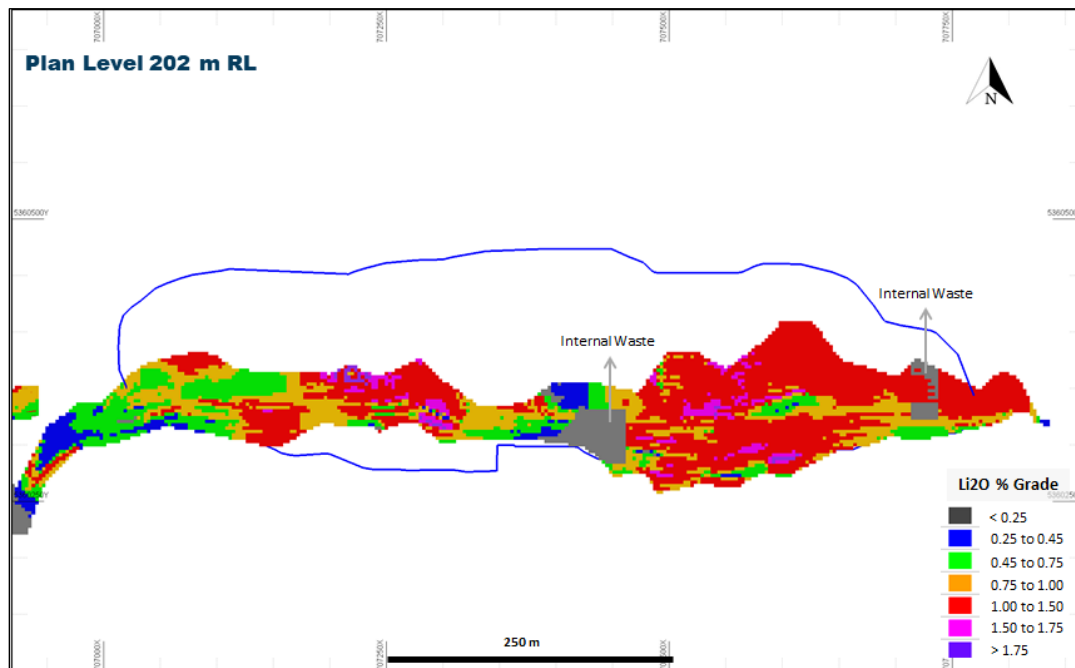 707000X
707250X
707500X
707750X
Plan Level 202 m RL
N
5360500Y
Internal Waste
Internal Waste
Li2O % Grade
< 0.25
0.25 to 0.45
0.45 to 0.75
0.75 to 1.00
1.00 to 1.50
1.50 to 1.75
> 1.75
250 m
707000X
707250X